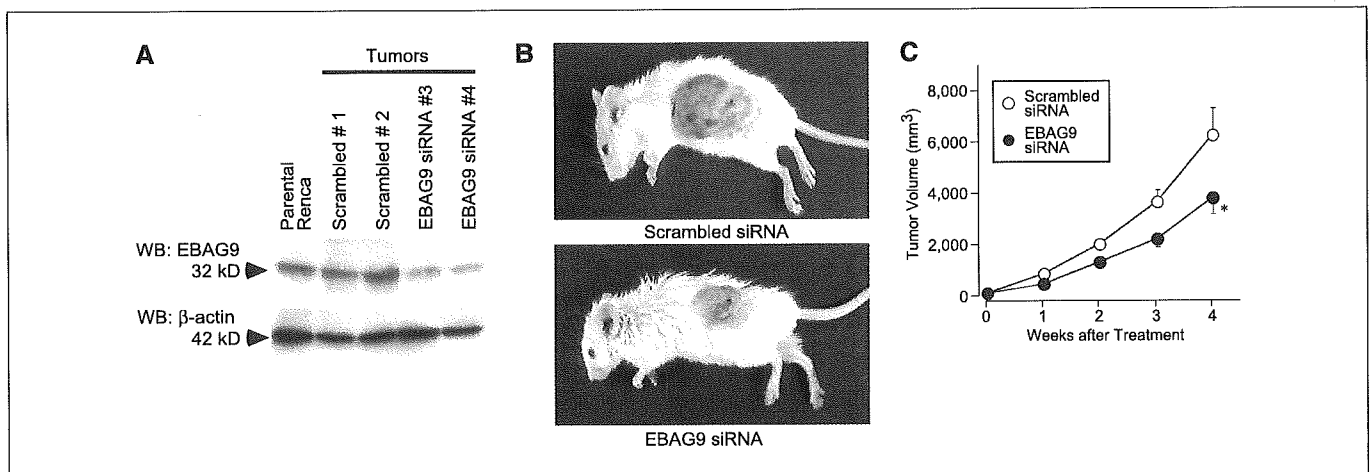 A
Tumors
Parental
Renca
Scrambled # 1
Scrambled # 2
EBAG9 siRNA #3
EBAG9 siRNA #4
WB: EBAG9
32 kD
WB: β-actin
42 kD
B
Scrambled siRNA
EBAG9 siRNA
C
8,000
6,000
4,000
2,000
0
Tumor Volume (mm³)
Scrambled
siRNA
EBAG9
siRNA
*
0 1 2 3 4
Weeks after Treatment